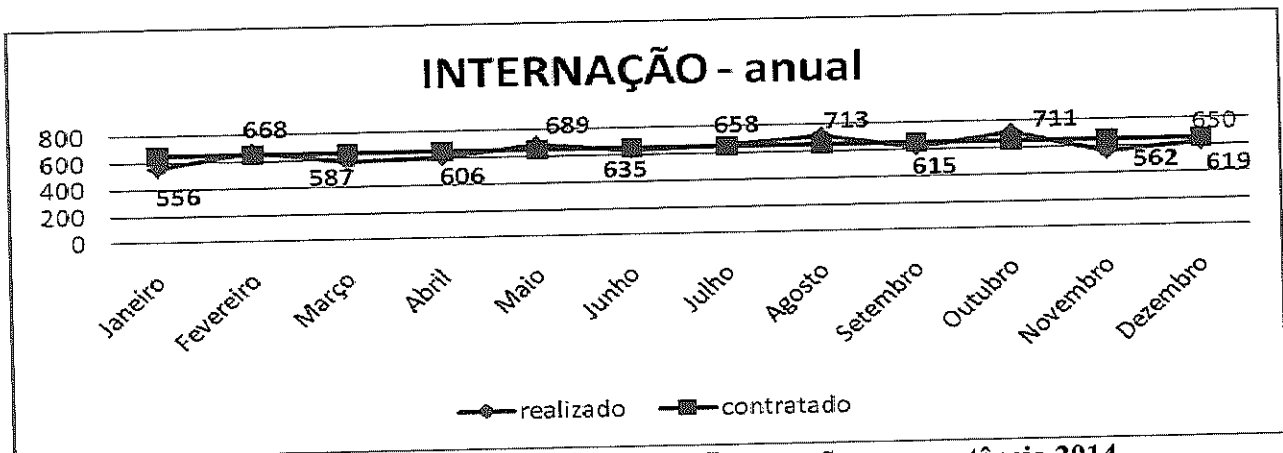 INTERNAÇÃO - anual
800
600
400
200
0
556
668
587
606
689
635
658
713
615
711
562
650
619
Janeiro
Fevereiro
Março
Abril
Maio
Junho
Julho
Agosto
Setembro
Outubro
Novembro
Dezembro
realizado
contratado
2014